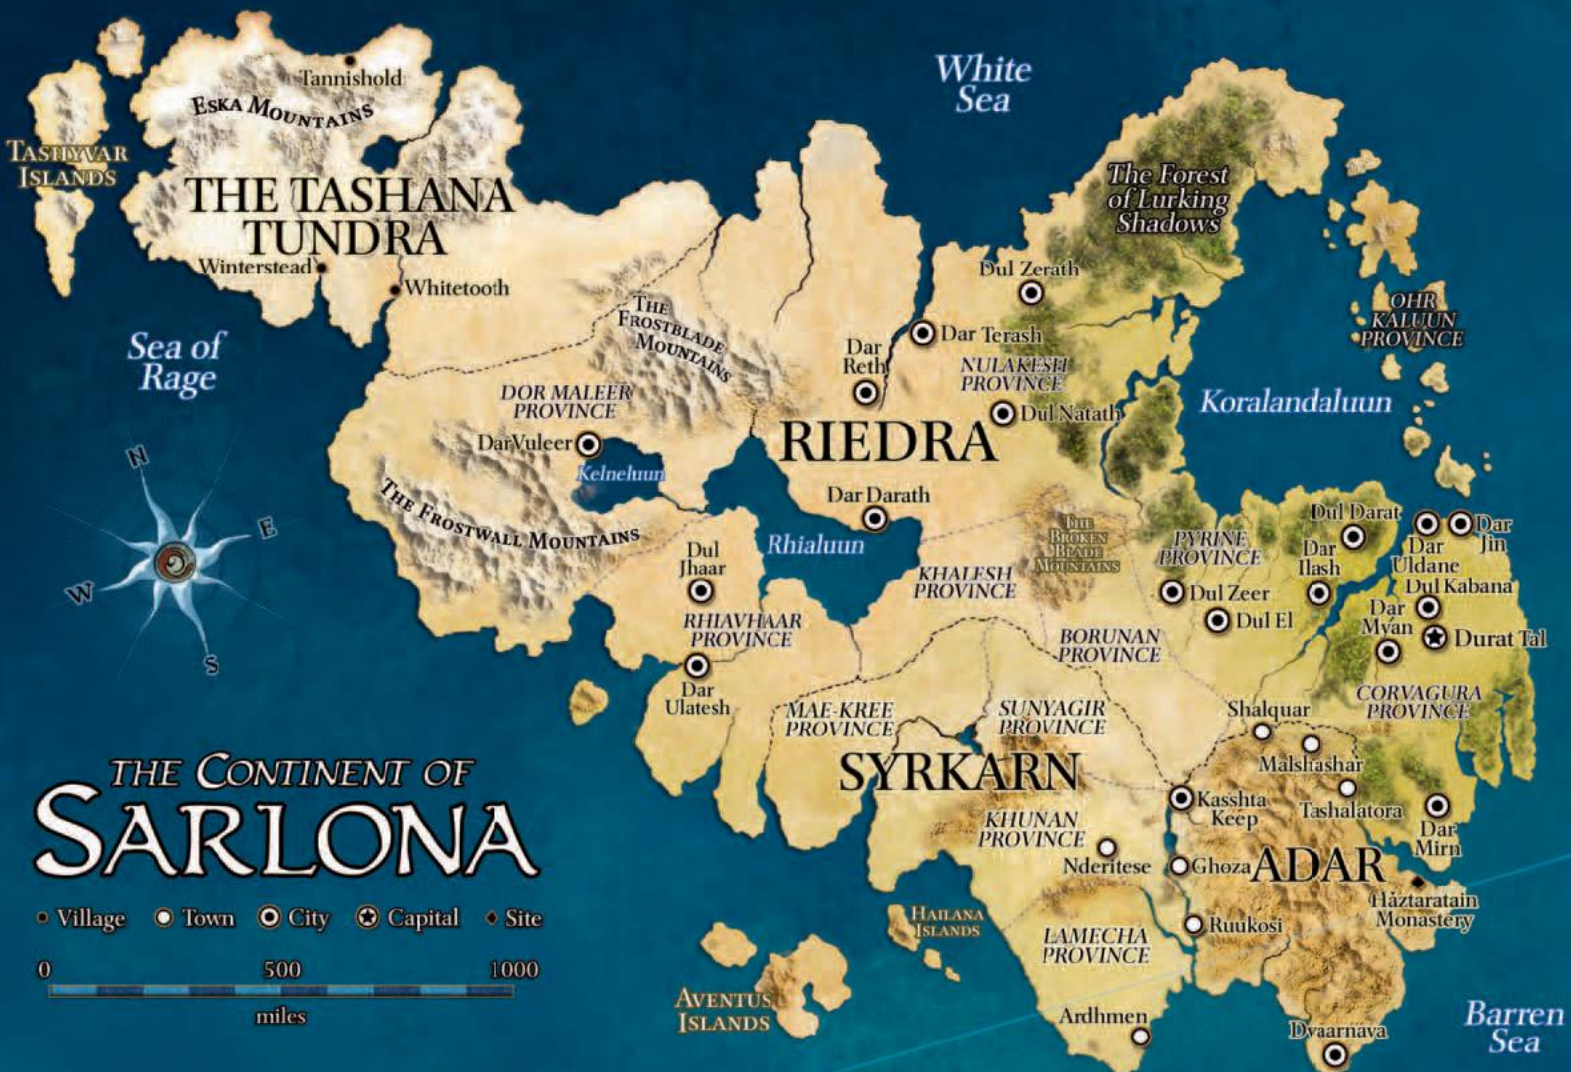 White
Sea
Tannishold
ESKA MOUNTAINS
TASHYVAR
ISLANDS
THE TASHANA
TUNDRA
Winterstead
Whitetooth
Sea of
Rage
The Forest
of Lurking
Shadows
Dul Zerath
Dar Terash
OHR
KALUUN
PROVINCE
THE
FROSTBLADE
MOUNTAINS
Dar
Reth
NULAKESH
PROVINCE
Koralandaluun
DOR MALEER
PROVINCE
Dul Natath
RIEDRA
Dar Vuleer
Kelneluun
THE FROSTWALL MOUNTAINS
Dar Darath
Rhialuun
THE
BROKEN
BLADE
MOUNTAINS
PYRINE
PROVINCE
Dul Darat
Dar
Jin
Dar
Uldane
Dar
Ilash
Dul
Jhaar
KHALESH
PROVINCE
Dul Zeer
Dul El
Dul Kabana
Dar
Myan
Durat Tal
RHIAVHAAR
PROVINCE
BORUNAN
PROVINCE
Dar
Ulatesh
MAE-KREE
PROVINCE
SUNYAGIR
PROVINCE
Shalquar
CORVAGURA
PROVINCE
Malshashar
SYRKARN
Kasshta
Keep
Tashalatora
KHUNAN
PROVINCE
Dar
Mirn
Nderitese
Ghoza
ADAR
Haztaratain
Monastery
HAILANA
ISLANDS
Ruukosi
LAMECHA
PROVINCE
AVENTUS
ISLANDS
Ardhmen
Dvaarnava
Barren
Sea
N
E
W
S
THE CONTINENT OF
SARLONA
Village Town City Capital Site
0 500 1000
miles